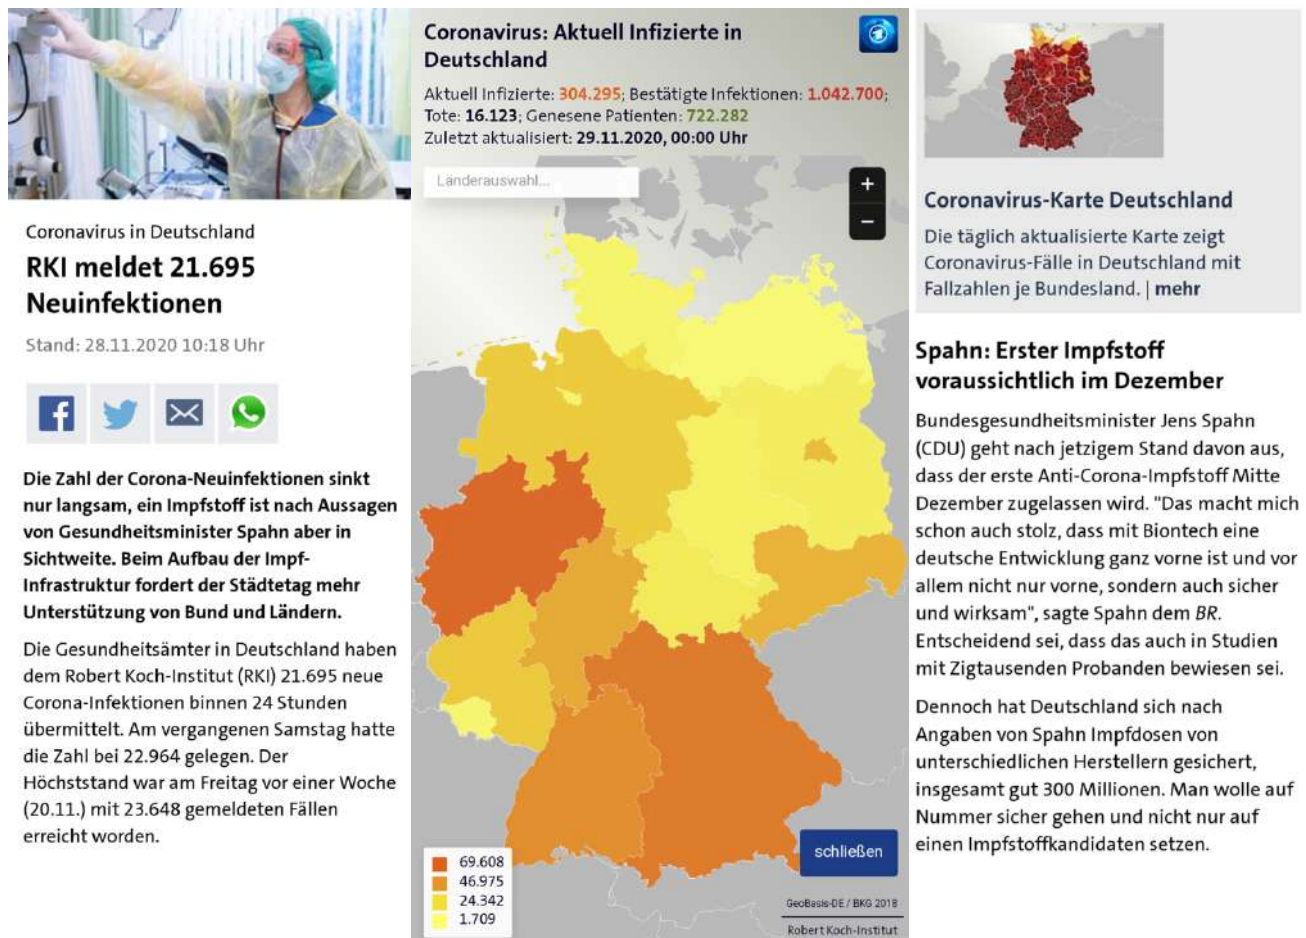 Coronavirus in Deutschland
RKI meldet 21.695
Neuinfektionen
Stand: 28.11.2020 10:18 Uhr
Die Zahl der Corona-Neuinfektionen sinkt
nur langsam, ein Impfstoff ist nach Aussagen
von Gesundheitsminister Spahn aber in
Sichtweite. Beim Aufbau der Impf-
Infrastruktur fordert der Städtetag mehr
Unterstützung von Bund und Ländern.
Die Gesundheitsämter in Deutschland haben
dem Robert Koch-Institut (RKI) 21.695 neue
Corona-Infektionen binnen 24 Stunden
übermittelt. Am vergangenen Samstag hatte
die Zahl bei 22.964 gelegen. Der
Höchststand war am Freitag vor einer Woche
(20.11.) mit 23.648 gemeldeten Fällen
erreicht worden.
Coronavirus: Aktuell Infizierte in
Deutschland
Aktuell Infizierte: 304.295; Bestätigte Infektionen: 1.042.700;
Tote: 16.123; Genesene Patienten: 722.282
Zuletzt aktualisiert: 29.11.2020, 00:00 Uhr
Länderauswahl...
+
−
schließen
69.608
46.975
24.342
1.709
GeoBasis-DE / BKG 2018
Robert Koch-Institut
Coronavirus-Karte Deutschland
Die täglich aktualisierte Karte zeigt
Coronavirus-Fälle in Deutschland mit
Fallzahlen je Bundesland. | mehr
Spahn: Erster Impfstoff
voraussichtlich im Dezember
Bundesgesundheitsminister Jens Spahn
(CDU) geht nach jetzigem Stand davon aus,
dass der erste Anti-Corona-Impfstoff Mitte
Dezember zugelassen wird. "Das macht mich
schon auch stolz, dass mit Biontech eine
deutsche Entwicklung ganz vorne ist und vor
allem nicht nur vorne, sondern auch sicher
und wirksam", sagte Spahn dem BR.
Entscheidend sei, dass das auch in Studien
mit Zigtausenden Probanden bewiesen sei.
Dennoch hat Deutschland sich nach
Angaben von Spahn Impfdosen von
unterschiedlichen Herstellern gesichert,
insgesamt gut 300 Millionen. Man wolle auf
Nummer sicher gehen und nicht nur auf
einen Impfstoffkandidaten setzen.